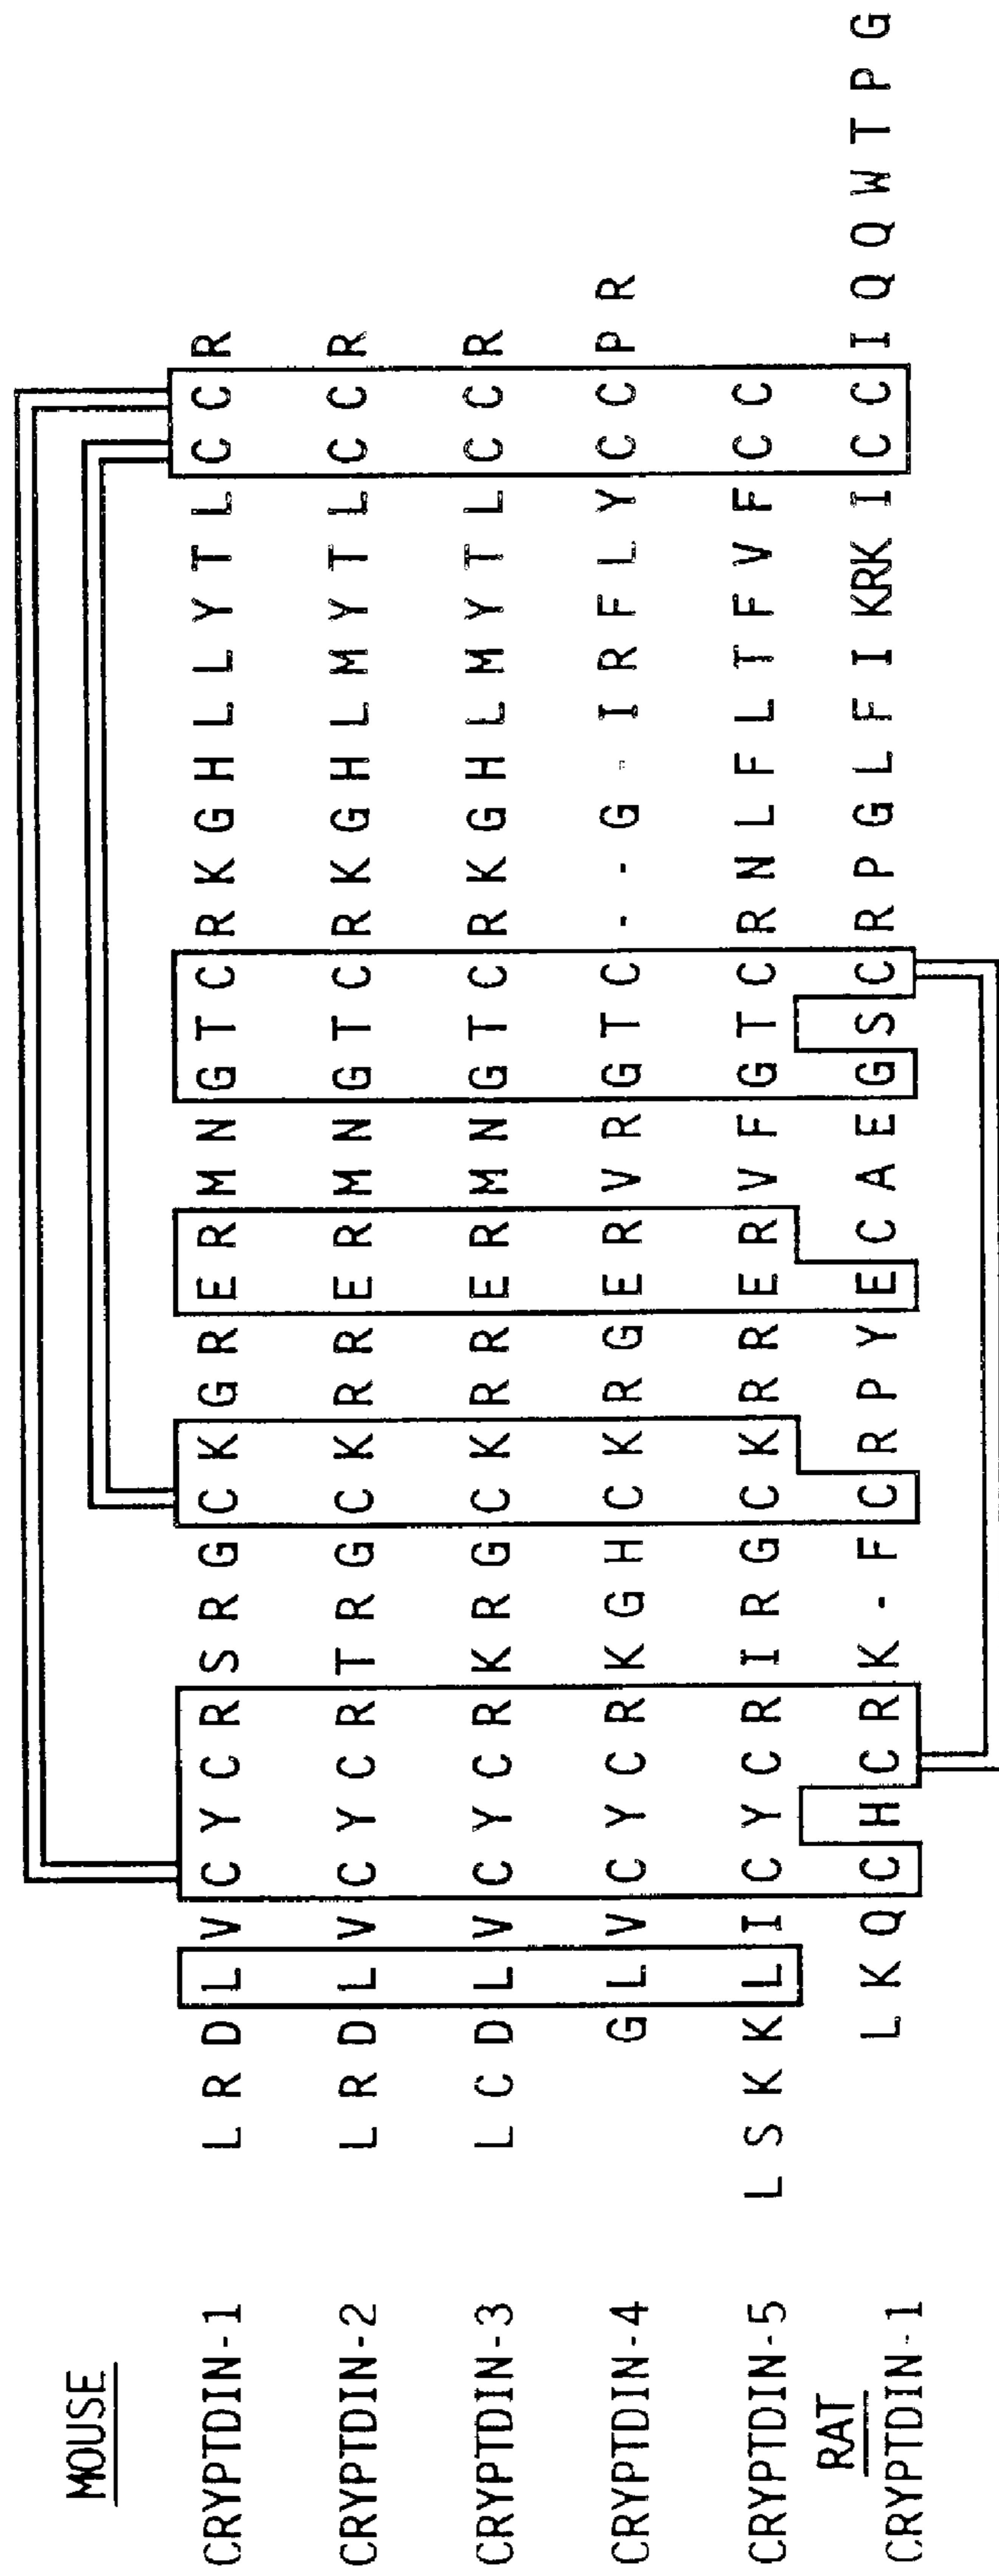 MOUSE
CRYPTDIN-1 L R D L V C Y C R S R G C K G R E R M N G T C R K G H L L Y T L C C R
CRYPTDIN-2 L R D L V C Y C R T R G C K R R E R M N G T C R K G H L M Y T L C C R
CRYPTDIN-3 L C D L V C Y C R K R G C K R R E R M N G T C R K G H L M Y T L C C R
CRYPTDIN-4 G L L V C Y C R K G H C K R G E R V R G T C - - G - I R F L Y C C P R
CRYPTDIN-5 L S K K L I C Y C R I R G C K R R E R V F G T C R N L F L T F V F C C
RAT
CRYPTDIN-1 L K Q C H C R K - F C R P Y E C A E G S C R P G L F I KRK I C C I Q Q W T P G